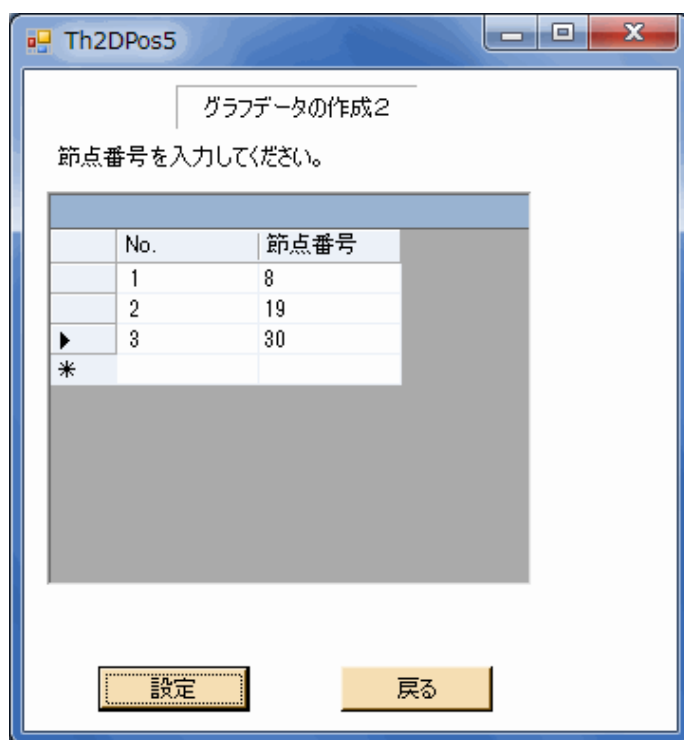 Th2DPos5
グラフデータの作成2
節点番号を入力してください。
No. 節点番号
1 8
2 19
3 30
設定 戻る